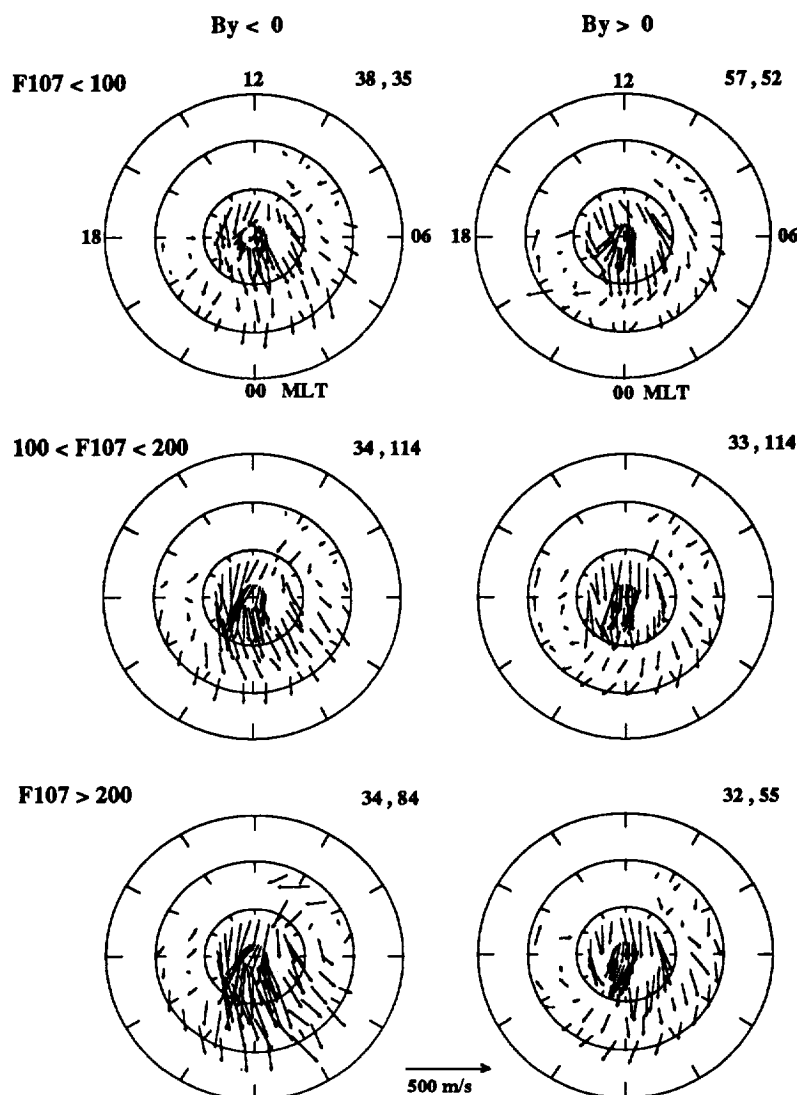 By < 0 By > 0
F107 < 100 12 38 , 35 12 57 , 52
18 06 18 06
00 MLT 00 MLT
100 < F107 < 200 34 , 114 33 , 114
F107 > 200 34 , 84 32 , 55
500 m/s